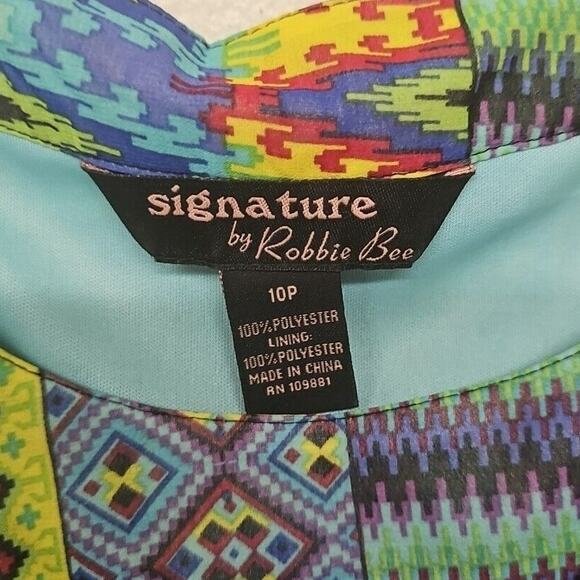 signature
by Robbie Bee
10P
100% POLYESTER
LINING:
100% POLYESTER
MADE IN CHINA
RN 109881